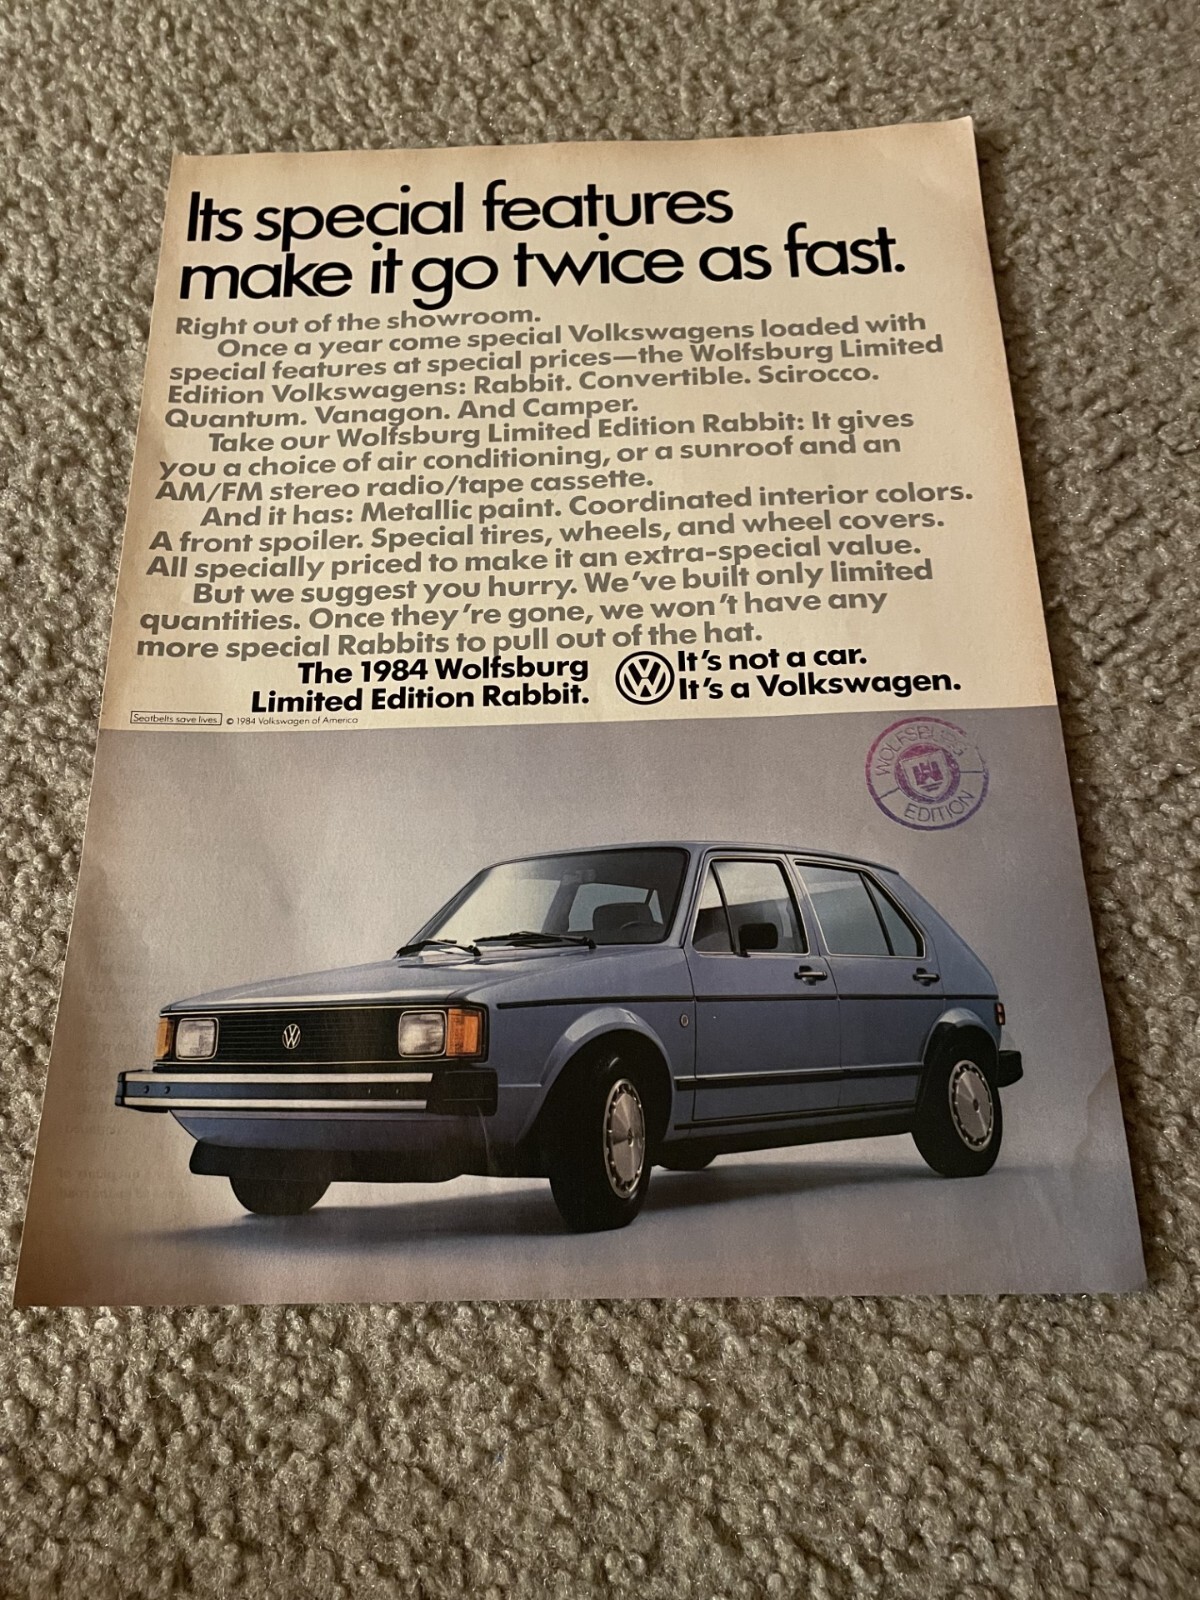 Its special features
make it go twice as fast.
Right out of the showroom.
Once a year come special Volkswagens loaded with
special features at special prices—the Wolfsburg Limited
Edition Volkswagens: Rabbit. Convertible. Scirocco.
Quantum. Vanagon. And Camper.
Take our Wolfsburg Limited Edition Rabbit: It gives
you a choice of air conditioning, or a sunroof and an
AM/FM stereo radio/tape cassette.
And it has: Metallic paint. Coordinated interior colors.
A front spoiler. Special tires, wheels, and wheel covers.
All specially priced to make it an extra-special value.
But we suggest you hurry. We've built only limited
quantities. Once they're gone, we won't have any
more special Rabbits to pull out of the hat.
The 1984 Wolfsburg
Limited Edition Rabbit.
VW
It's not a car.
It's a Volkswagen.
Seatbelts save lives. © 1984 Volkswagen of America
WOLFSBURG
EDITION
VW